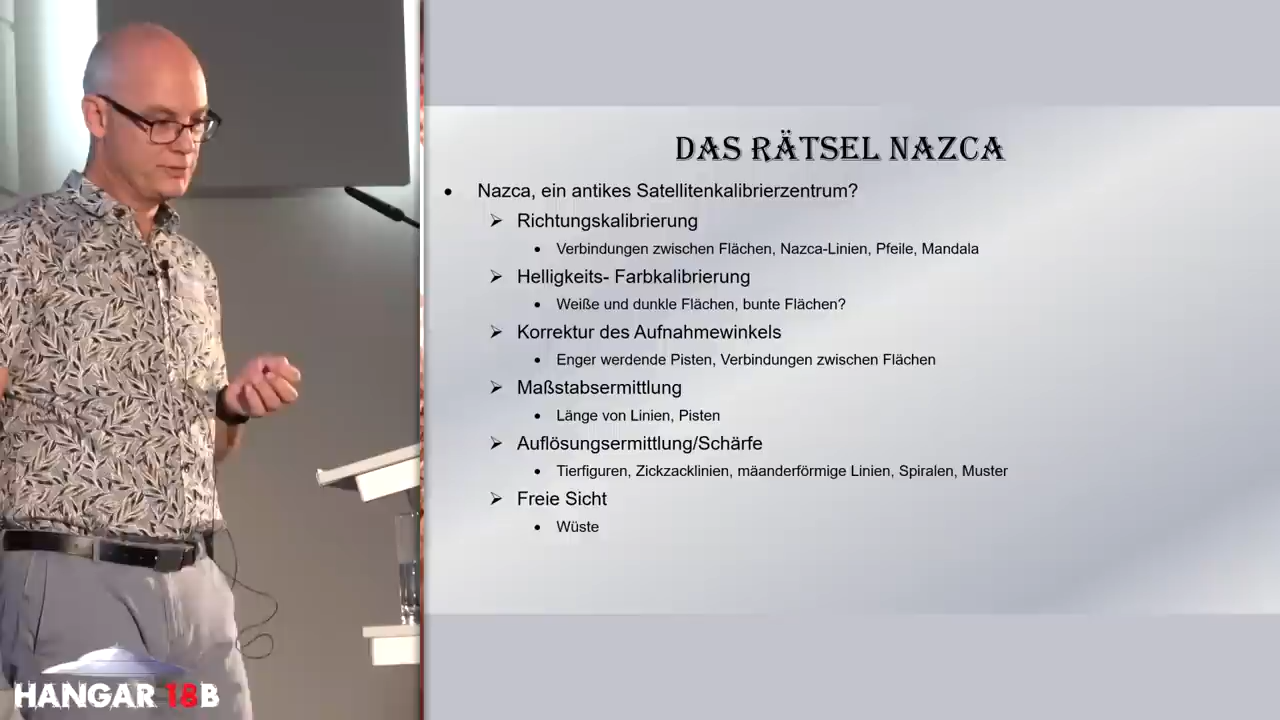 DAS RÄTSEL NAZCA
• Nazca, ein antikes Satellitenkalibrierzentrum?
➢ Richtungskalibrierung
• Verbindungen zwischen Flächen, Nazca-Linien, Pfeile, Mandala
➢ Helligkeits- Farbkalibrierung
• Weiße und dunkle Flächen, bunte Flächen?
➢ Korrektur des Aufnahmewinkels
• Enger werdende Pisten, Verbindungen zwischen Flächen
➢ Maßstabsermittlung
• Länge von Linien, Pisten
➢ Auflösungsermittlung/Schärfe
• Tierfiguren, Zickzacklinien, mäanderförmige Linien, Spiralen, Muster
➢ Freie Sicht
• Wüste
HANGAR 18B